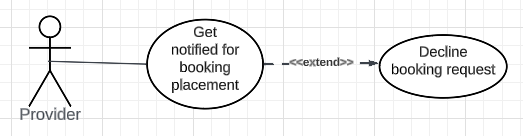 Get
notified for
booking
placement
<<extend>>
Decline
booking request
Provider